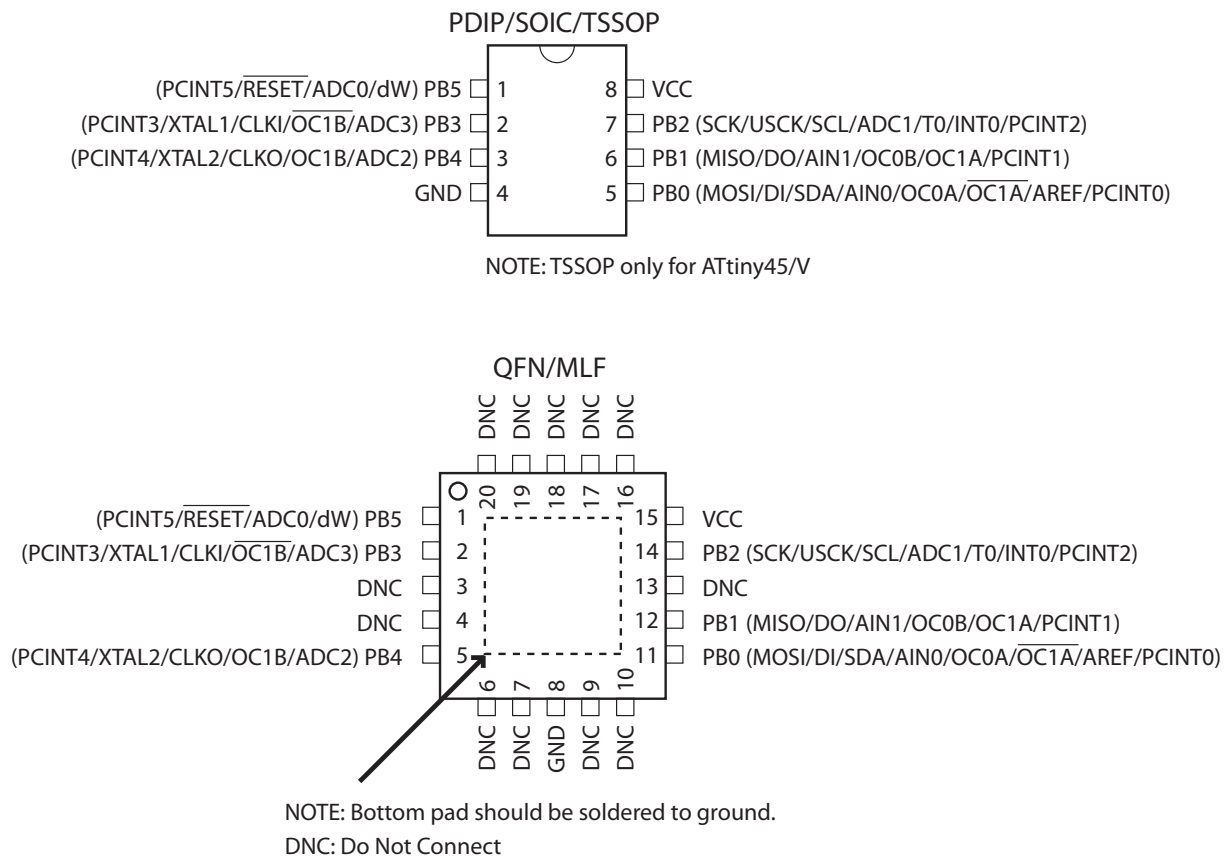 PDIP/SOIC/TSSOP
(PCINT5/RESET/ADC0/dW) PB5 1 8 VCC
(PCINT3/XTAL1/CLKI/OC1B/ADC3) PB3 2 7 PB2 (SCK/USCK/SCL/ADC1/T0/INT0/PCINT2)
(PCINT4/XTAL2/CLKO/OC1B/ADC2) PB4 3 6 PB1 (MISO/DO/AIN1/OC0B/OC1A/PCINT1)
GND 4 5 PB0 (MOSI/DI/SDA/AIN0/OC0A/OC1A/AREF/PCINT0)
NOTE: TSSOP only for ATtiny45/V
QFN/MLF
DNC DNC DNC DNC DNC
20 19 18 17 16
(PCINT5/RESET/ADC0/dW) PB5 1 15 VCC
(PCINT3/XTAL1/CLKI/OC1B/ADC3) PB3 2 14 PB2 (SCK/USCK/SCL/ADC1/T0/INT0/PCINT2)
DNC 3 13 DNC
DNC 4 12 PB1 (MISO/DO/AIN1/OC0B/OC1A/PCINT1)
(PCINT4/XTAL2/CLKO/OC1B/ADC2) PB4 5 11 PB0 (MOSI/DI/SDA/AIN0/OC0A/OC1A/AREF/PCINT0)
6 7 8 9 10
DNC DNC GND DNC DNC
NOTE: Bottom pad should be soldered to ground.
DNC: Do Not Connect